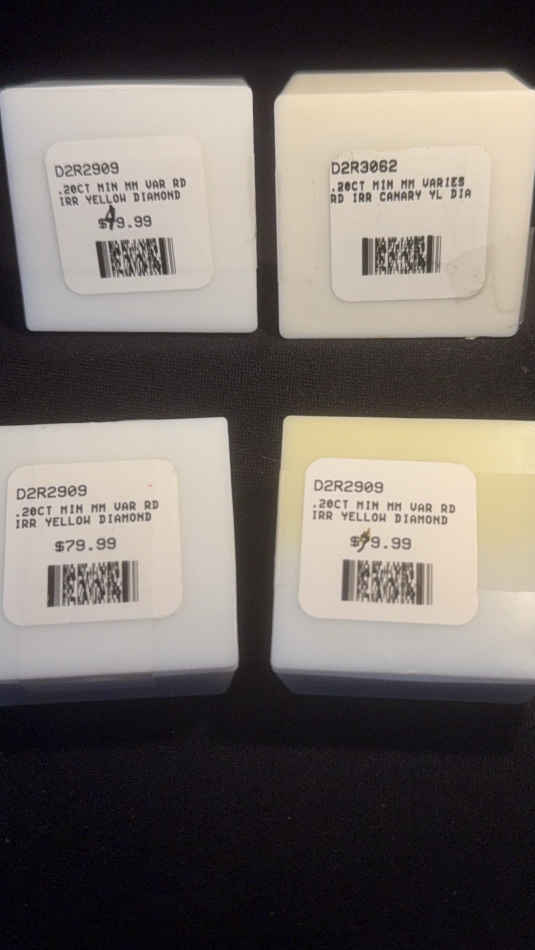 D2R2909
.20CT MIN MM VAR RD
IRR YELLOW DIAMOND
D2R3062
.20CT MIN MM VARIES
RD IRR CANARY YL DIA
D2R2909
.20CT MIN MM VAR RD
IRR YELLOW DIAMOND
$79.99
D2R2909
.20CT MIN MM VAR RD
IRR YELLOW DIAMOND